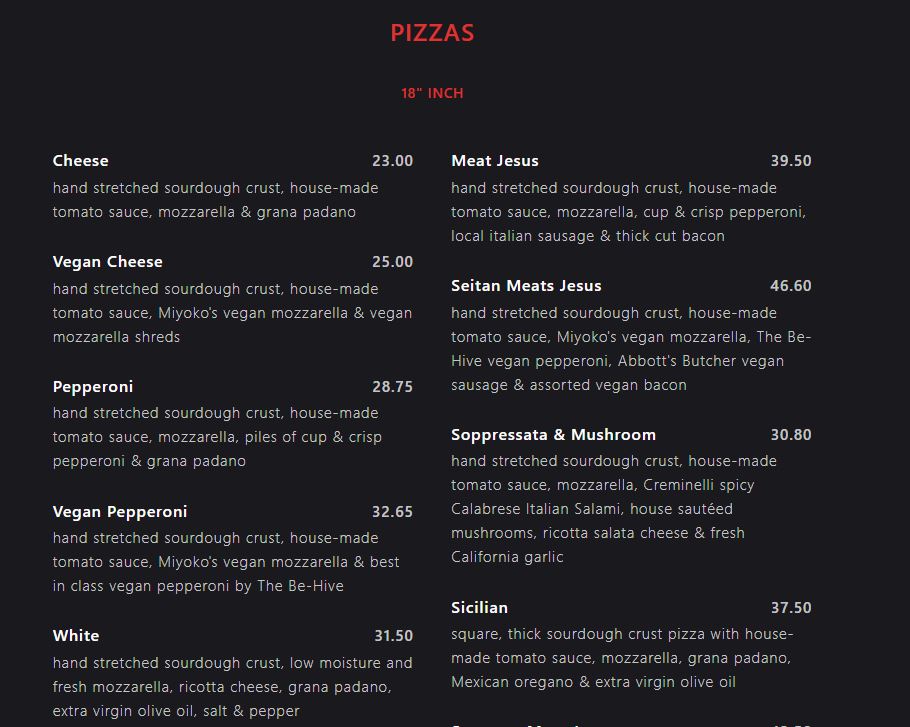 PIZZAS
18" INCH
Cheese 23.00
hand stretched sourdough crust, house-made
tomato sauce, mozzarella & grana padano
Vegan Cheese 25.00
hand stretched sourdough crust, house-made
tomato sauce, Miyoko's vegan mozzarella & vegan
mozzarella shreds
Pepperoni 28.75
hand stretched sourdough crust, house-made
tomato sauce, mozzarella, piles of cup & crisp
pepperoni & grana padano
Vegan Pepperoni 32.65
hand stretched sourdough crust, house-made
tomato sauce, Miyoko's vegan mozzarella & best
in class vegan pepperoni by The Be-Hive
White 31.50
hand stretched sourdough crust, low moisture and
fresh mozzarella, ricotta cheese, grana padano,
extra virgin olive oil, salt & pepper
Meat Jesus 39.50
hand stretched sourdough crust, house-made
tomato sauce, mozzarella, cup & crisp pepperoni,
local italian sausage & thick cut bacon
Seitan Meats Jesus 46.60
hand stretched sourdough crust, house-made
tomato sauce, Miyoko's vegan mozzarella, The Be-
Hive vegan pepperoni, Abbott's Butcher vegan
sausage & assorted vegan bacon
Soppressata & Mushroom 30.80
hand stretched sourdough crust, house-made
tomato sauce, mozzarella, Creminelli spicy
Calabrese Italian Salami, house sautéed
mushrooms, ricotta salata cheese & fresh
California garlic
Sicilian 37.50
square, thick sourdough crust pizza with house-
made tomato sauce, mozzarella, grana padano,
Mexican oregano & extra virgin olive oil